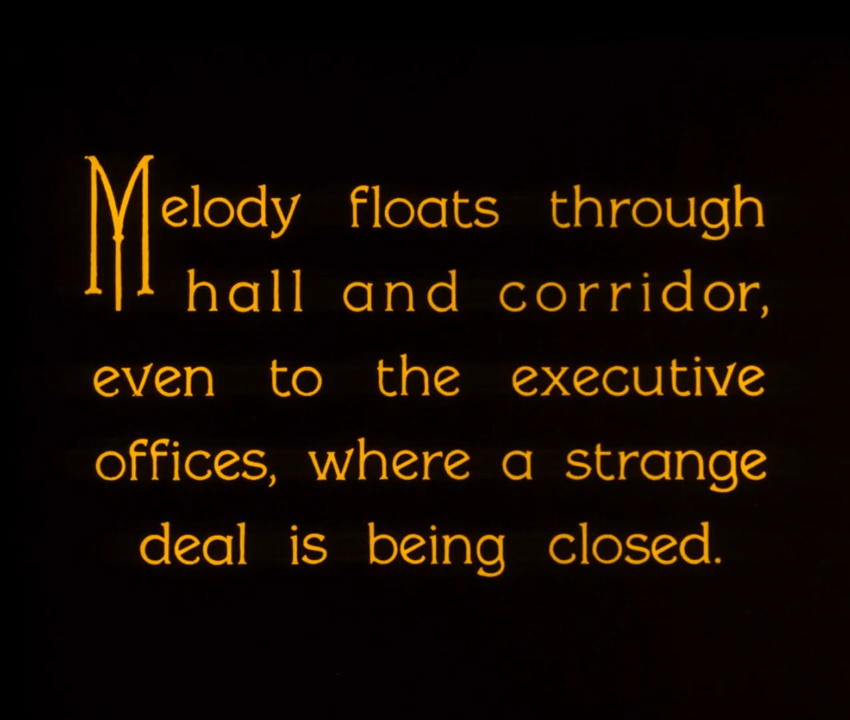 Melody floats through
hall and corridor,
even to the executive
offices, where a strange
deal is being closed.